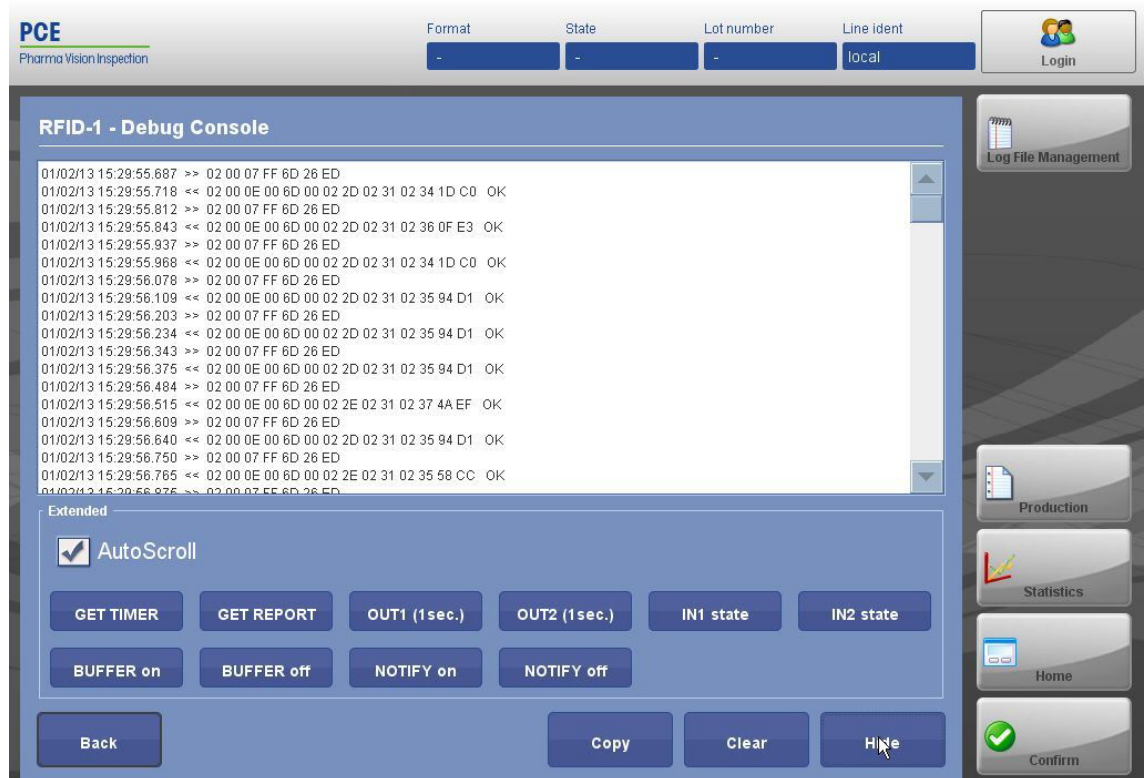 PCE
Pharma Vision Inspection
Format
State
Lot number
Line ident
-
-
-
local
Login
RFID-1 - Debug Console
Log File Management
01/02/13 15:29:55.687 >> 02 00 07 FF 6D 26 ED
01/02/13 15:29:55.718 << 02 00 0E 00 6D 00 02 2D 02 31 02 34 1D C0 OK
01/02/13 15:29:55.812 >> 02 00 07 FF 6D 26 ED
01/02/13 15:29:55.843 << 02 00 0E 00 6D 00 02 2D 02 31 02 36 0F E3 OK
01/02/13 15:29:55.937 >> 02 00 07 FF 6D 26 ED
01/02/13 15:29:55.968 << 02 00 0E 00 6D 00 02 2D 02 31 02 34 1D C0 OK
01/02/13 15:29:56.078 >> 02 00 07 FF 6D 26 ED
01/02/13 15:29:56.109 << 02 00 0E 00 6D 00 02 2D 02 31 02 35 94 D1 OK
01/02/13 15:29:56.203 >> 02 00 07 FF 6D 26 ED
01/02/13 15:29:56.234 << 02 00 0E 00 6D 00 02 2D 02 31 02 35 94 D1 OK
01/02/13 15:29:56.343 >> 02 00 07 FF 6D 26 ED
01/02/13 15:29:56.375 << 02 00 0E 00 6D 00 02 2D 02 31 02 35 94 D1 OK
01/02/13 15:29:56.484 >> 02 00 07 FF 6D 26 ED
01/02/13 15:29:56.515 << 02 00 0E 00 6D 00 02 2E 02 31 02 37 4A EF OK
01/02/13 15:29:56.609 >> 02 00 07 FF 6D 26 ED
01/02/13 15:29:56.640 << 02 00 0E 00 6D 00 02 2D 02 31 02 35 94 D1 OK
01/02/13 15:29:56.750 >> 02 00 07 FF 6D 26 ED
01/02/13 15:29:56.765 << 02 00 0E 00 6D 00 02 2E 02 31 02 35 58 CC OK
01/02/13 15:29:56.875 >> 02 00 07 FF 6D 26 ED
Extended
AutoScroll
GET TIMER
GET REPORT
OUT1 (1sec.)
OUT2 (1sec.)
IN1 state
IN2 state
BUFFER on
BUFFER off
NOTIFY on
NOTIFY off
Back
Copy
Clear
Hide
Production
Statistics
Home
Confirm